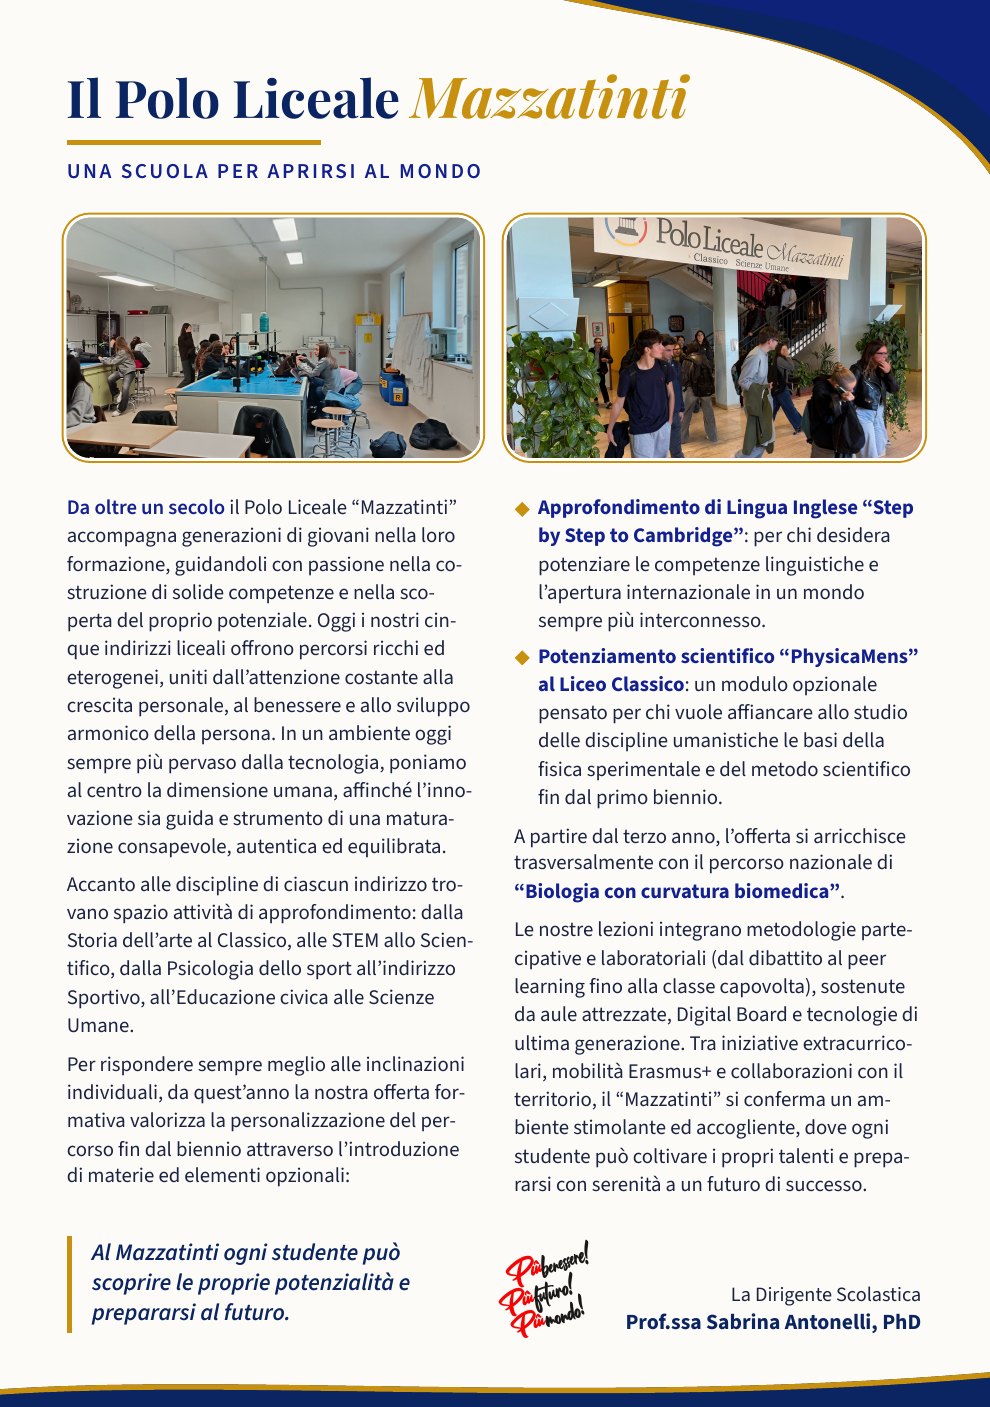 Il Polo Liceale Mazzatinti
UNA SCUOLA PER APRIRSI AL MONDO
Polo Liceale Mazzatinti
Classico Scienze Umane
Da oltre un secolo il Polo Liceale “Mazzatinti”
accompagna generazioni di giovani nella loro
formazione, guidandoli con passione nella co-
struzione di solide competenze e nella sco-
perta del proprio potenziale. Oggi i nostri cin-
que indirizzi liceali offrono percorsi ricchi ed
eterogenei, uniti dall’attenzione costante alla
crescita personale, al benessere e allo sviluppo
armonico della persona. In un ambiente oggi
sempre più pervaso dalla tecnologia, poniamo
al centro la dimensione umana, affinché l’inno-
vazione sia guida e strumento di una matura-
zione consapevole, autentica ed equilibrata.
Accanto alle discipline di ciascun indirizzo tro-
vano spazio attività di approfondimento: dalla
Storia dell’arte al Classico, alle STEM allo Scien-
tifico, dalla Psicologia dello sport all’indirizzo
Sportivo, all’Educazione civica alle Scienze
Umane.
Per rispondere sempre meglio alle inclinazioni
individuali, da quest’anno la nostra offerta for-
mativa valorizza la personalizzazione del per-
corso fin dal biennio attraverso l’introduzione
di materie ed elementi opzionali:
◆ Approfondimento di Lingua Inglese “Step
by Step to Cambridge”: per chi desidera
potenziare le competenze linguistiche e
l’apertura internazionale in un mondo
sempre più interconnesso.
◆ Potenziamento scientifico “PhysicaMens”
al Liceo Classico: un modulo opzionale
pensato per chi vuole affiancare allo studio
delle discipline umanistiche le basi della
fisica sperimentale e del metodo scientifico
fin dal primo biennio.
A partire dal terzo anno, l’offerta si arricchisce
trasversalmente con il percorso nazionale di
“Biologia con curvatura biomedica”.
Le nostre lezioni integrano metodologie parte-
cipative e laboratoriali (dal dibattito al peer
learning fino alla classe capovolta), sostenute
da aule attrezzate, Digital Board e tecnologie di
ultima generazione. Tra iniziative extracurrico-
lari, mobilità Erasmus+ e collaborazioni con il
territorio, il “Mazzatinti” si conferma un am-
biente stimolante ed accogliente, dove ogni
studente può coltivare i propri talenti e prepa-
rarsi con serenità a un futuro di successo.
Al Mazzatinti ogni studente può
scoprire le proprie potenzialità e
prepararsi al futuro.
Più benessere!
Più futuro!
Più mondo!
La Dirigente Scolastica
Prof.ssa Sabrina Antonelli, PhD